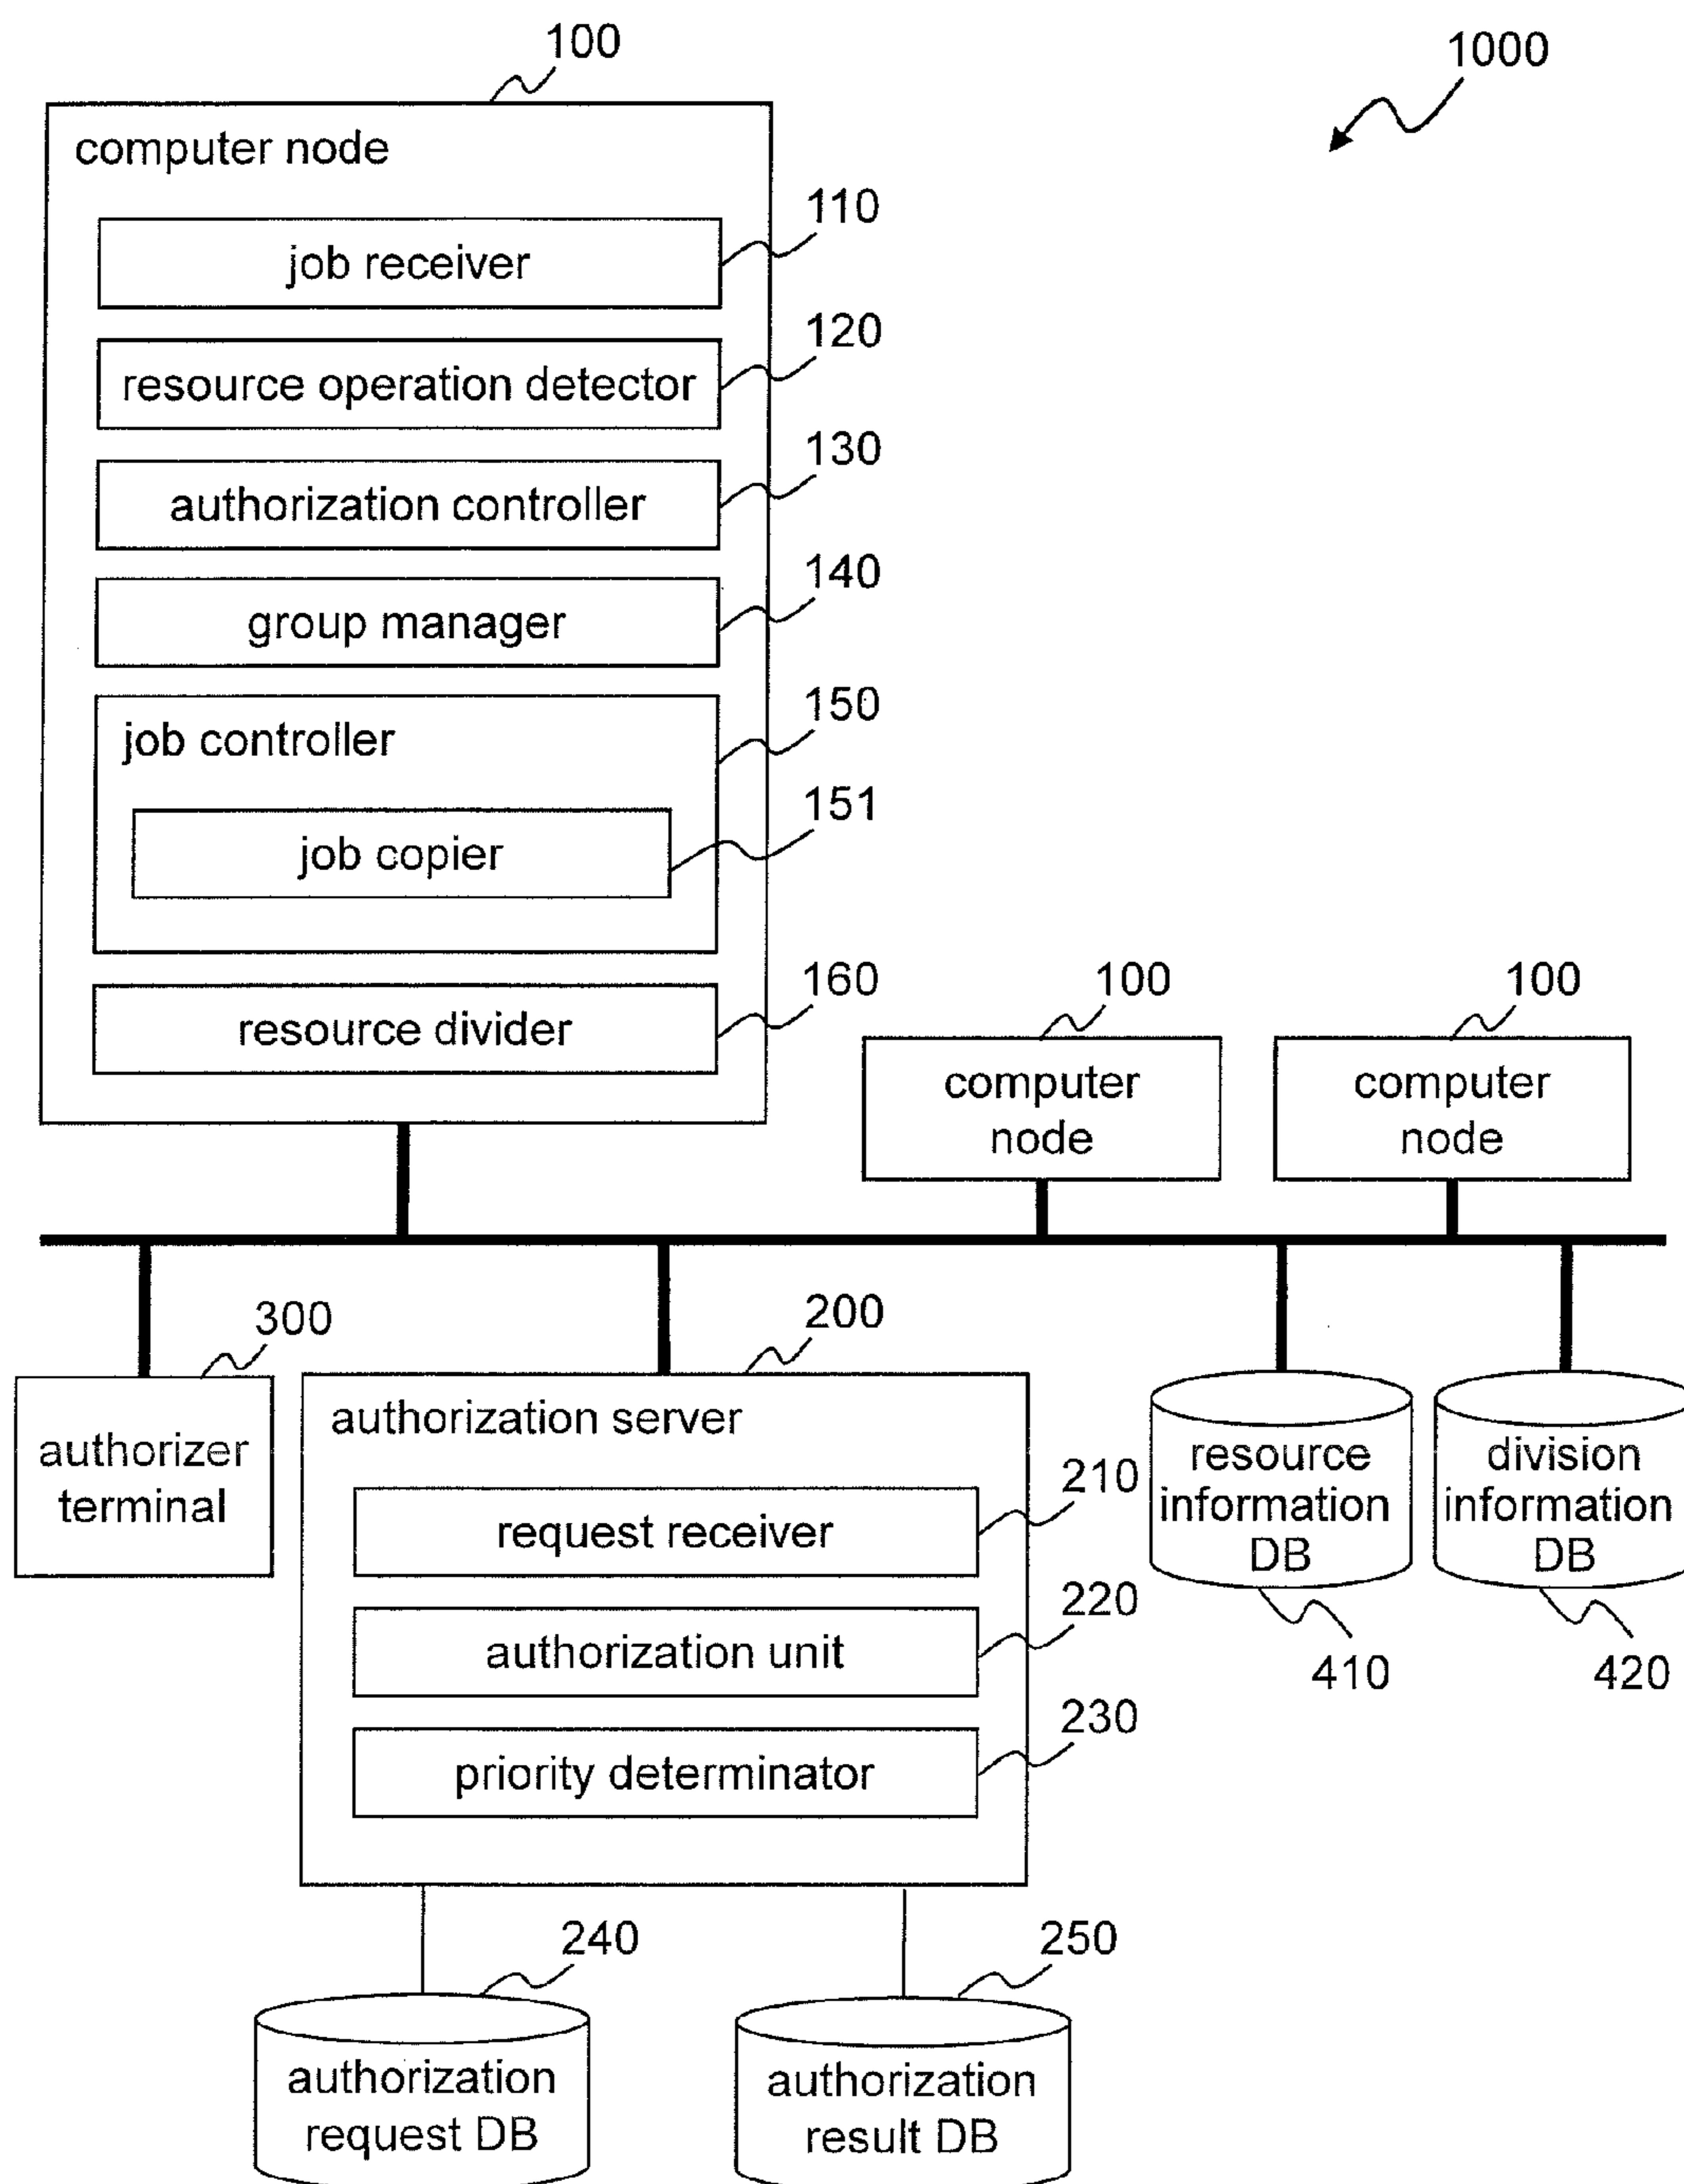 100
1000
computer node
110
job receiver
120
resource operation detector
130
authorization controller
140
group manager
150
job controller
151
job copier
160
resource divider
100
computer
node
100
computer
node
300
authorizer
terminal
200
authorization server
210
request receiver
220
authorization unit
230
priority determinator
resource
information
DB
410
division
information
DB
420
240
authorization
request DB
250
authorization
result DB